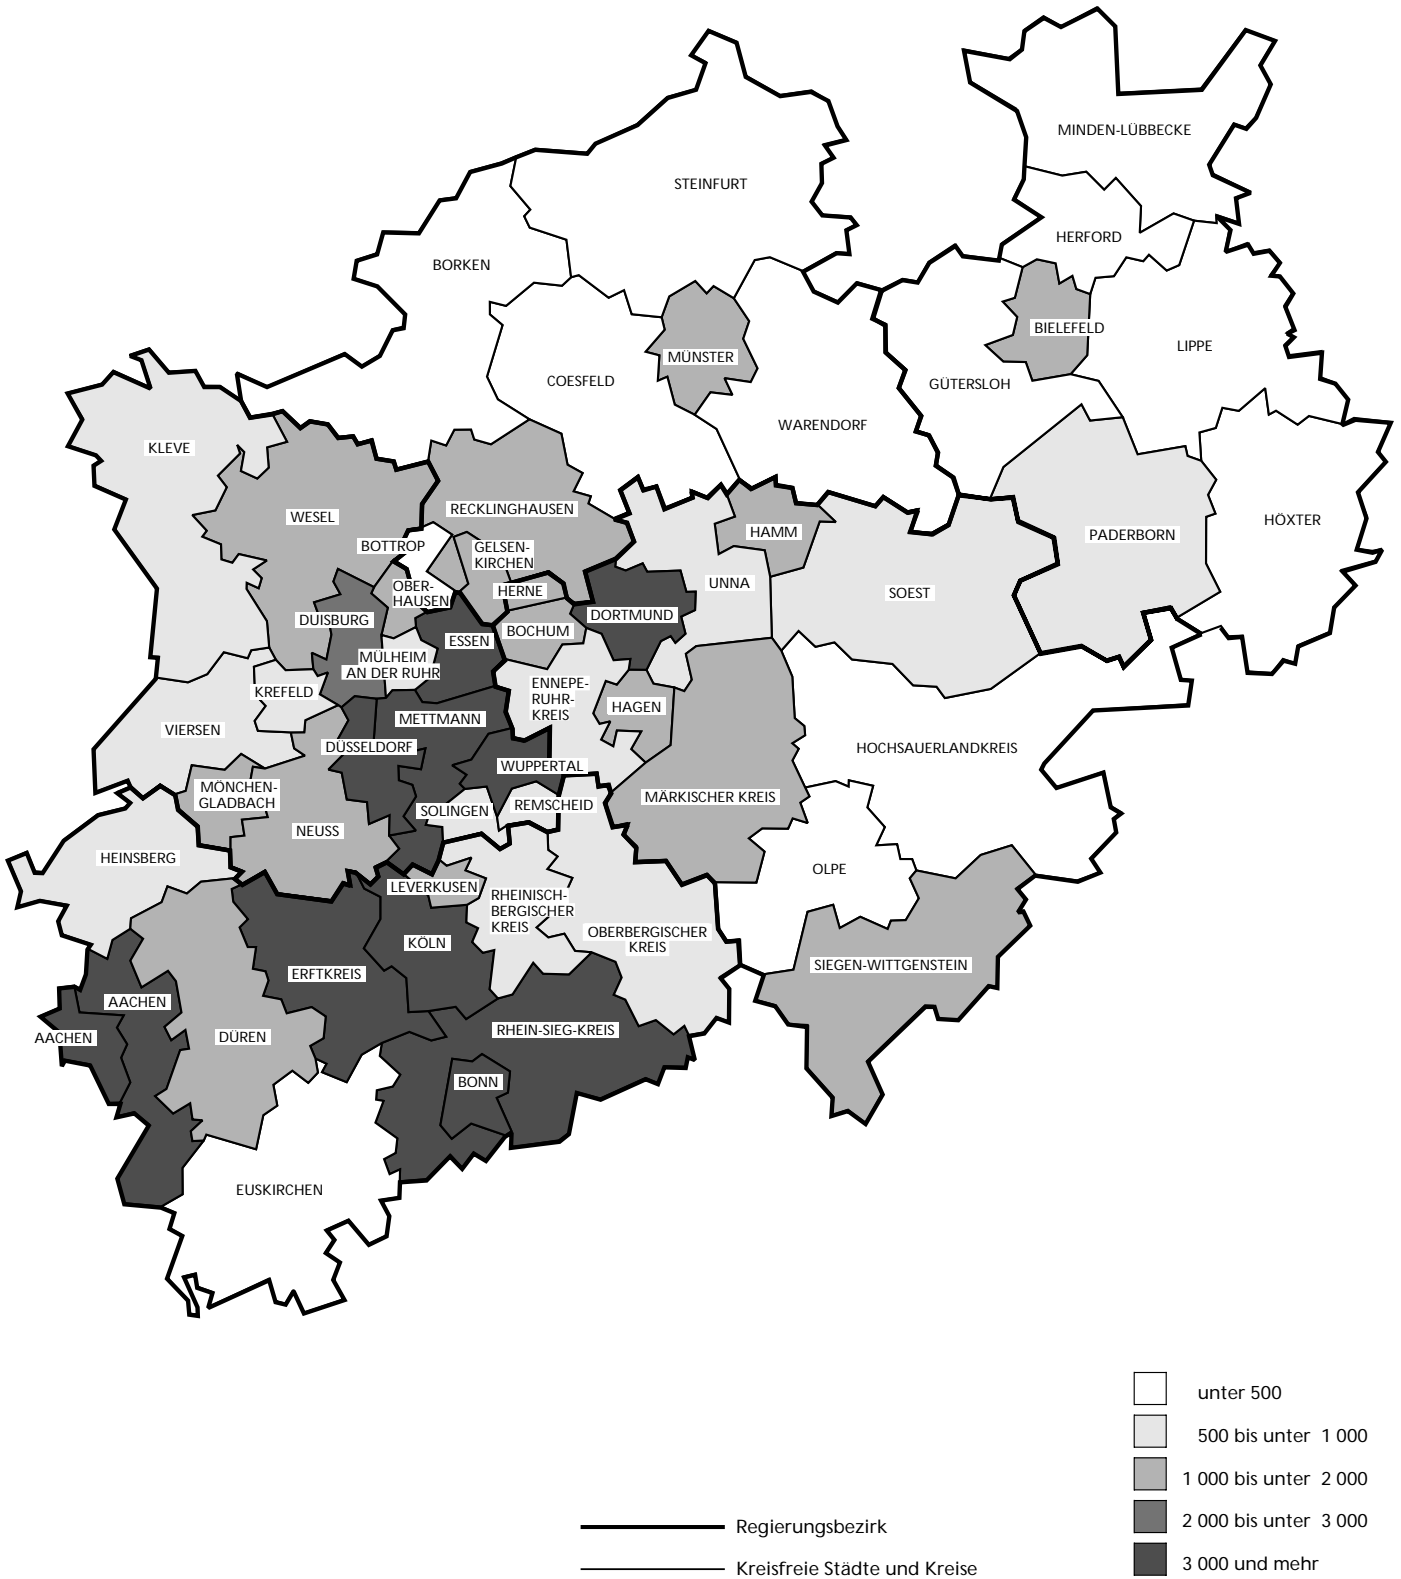 MINDEN-LÜBBECKE
STEINFURT
HERFORD
BORKEN
BIELEFELD
LIPPE
MÜNSTER
COESFELD
GÜTERSLOH
WARENDORF
KLEVE
RECKLINGHAUSEN
WESEL
HÖXTER
HAMM
PADERBORN
BOTTROP
GELSEN-
KIRCHEN
UNNA
OBER-
HAUSEN
HERNE
SOEST
DORTMUND
DUISBURG
BOCHUM
ESSEN
MÜLHEIM
AN DER RUHR
ENNEPE-
RUHR-
KREIS
KREFELD
HAGEN
METTMANN
VIERSEN
DÜSSELDORF
HOCHSAUERLANDKREIS
WUPPERTAL
MÖNCHEN-
GLADBACH
MÄRKISCHER KREIS
REMSCHEID
SOLINGEN
NEUSS
HEINSBERG
OLPE
LEVERKUSEN
RHEINISCH-
BERGISCHER
KREIS
OBERBERGISCHER
KREIS
KÖLN
SIEGEN-WITTGENSTEIN
ERFTKREIS
AACHEN
RHEIN-SIEG-KREIS
AACHEN
DÜREN
BONN
EUSKIRCHEN
unter 500
500 bis unter 1 000
1 000 bis unter 2 000
2 000 bis unter 3 000
3 000 und mehr
Regierungsbezirk
Kreisfreie Städte und Kreise